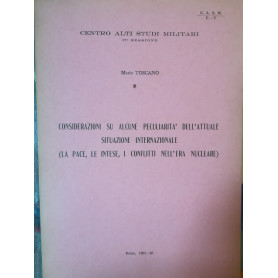 CENTRO ALTI STUDI MILITARI
Mario TOSCANO
CONSIDERAZIONI SU ALCUNE PECULIARITA' DELL'ATTUALE
SITUAZIONE INTERNAZIONALE
(LA PACE, LE INTESE, I CONFLITTI NELL'ERA NUCLEARE)